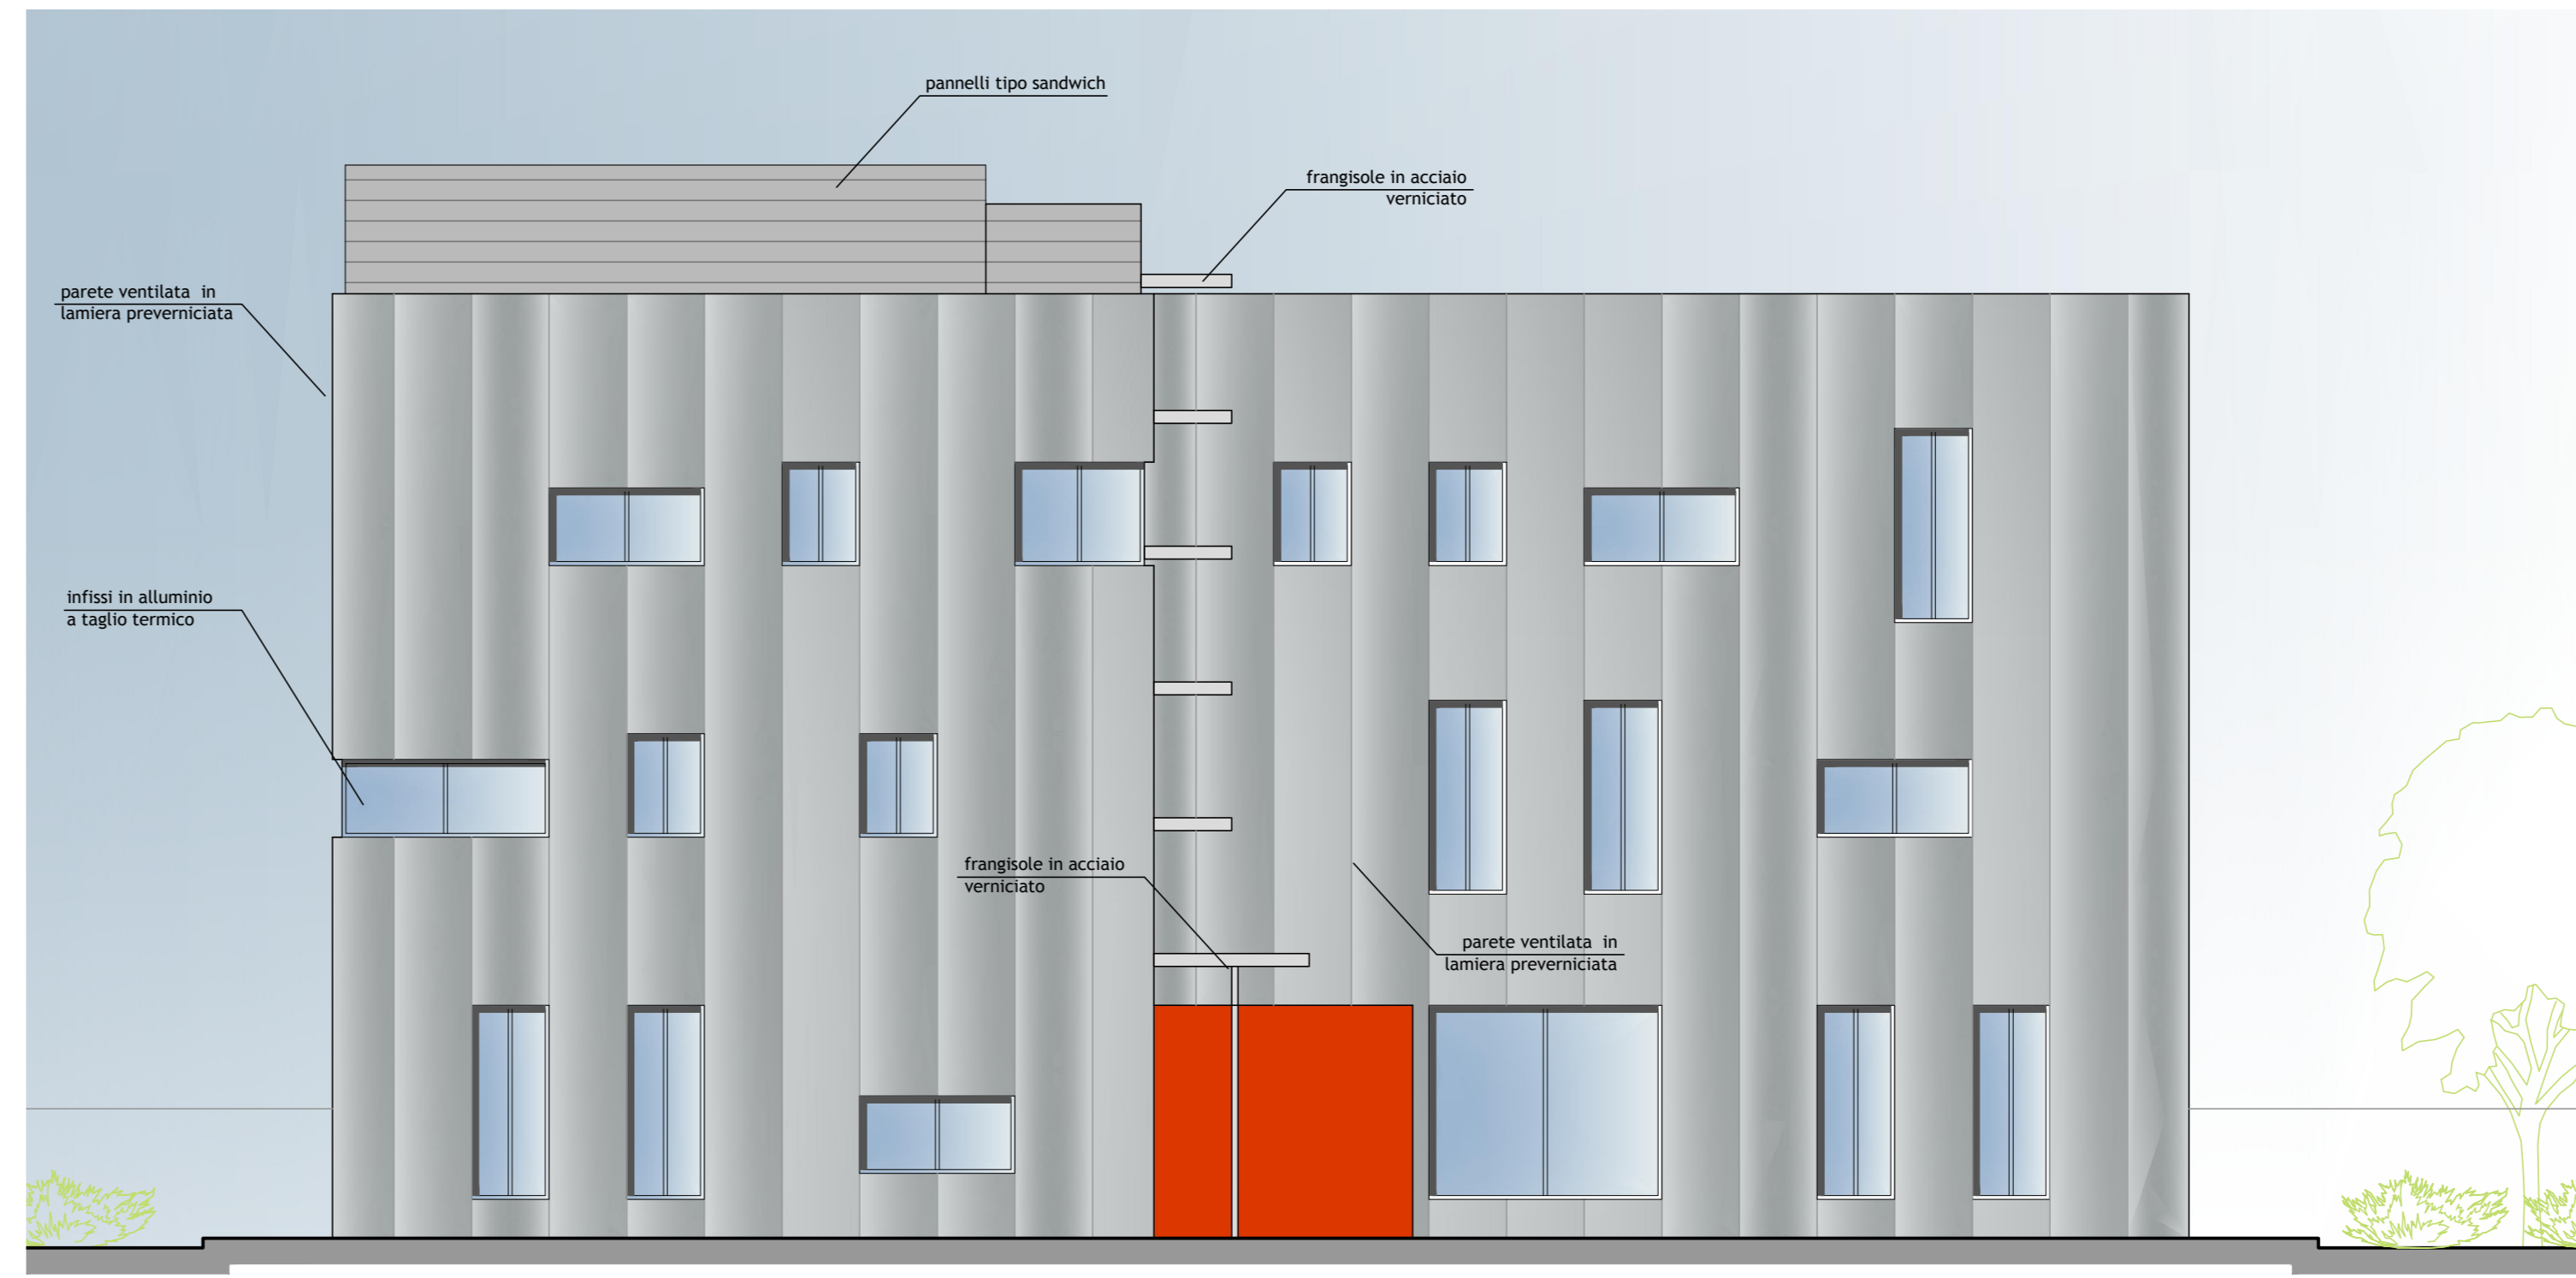 pannelli tipo sandwich
frangisole in acciaio
verniciato
parete ventilata in
lamiera preverniciata
infissi in alluminio
a taglio termico
frangisole in acciaio
verniciato
parete ventilata in
lamiera preverniciata